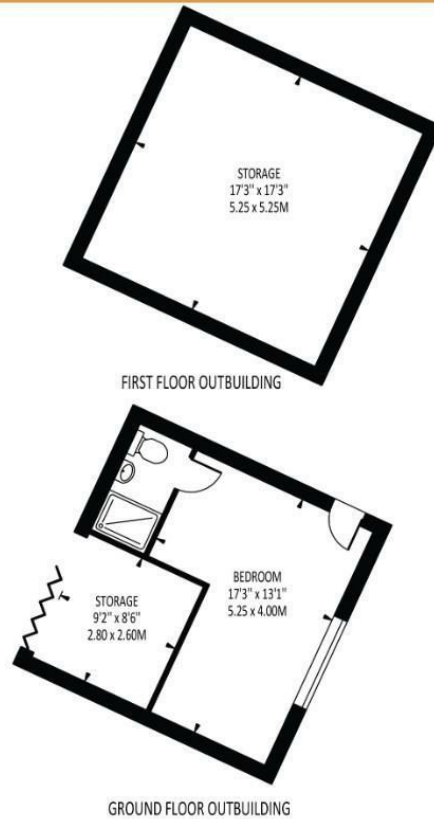 STORAGE
17'3" x 17'3"
5.25 x 5.25M
FIRST FLOOR OUTBUILDING
BEDROOM
17'3" x 13'1"
5.25 x 4.00M
STORAGE
9'2" x 8'6"
2.80 x 2.60M
GROUND FLOOR OUTBUILDING